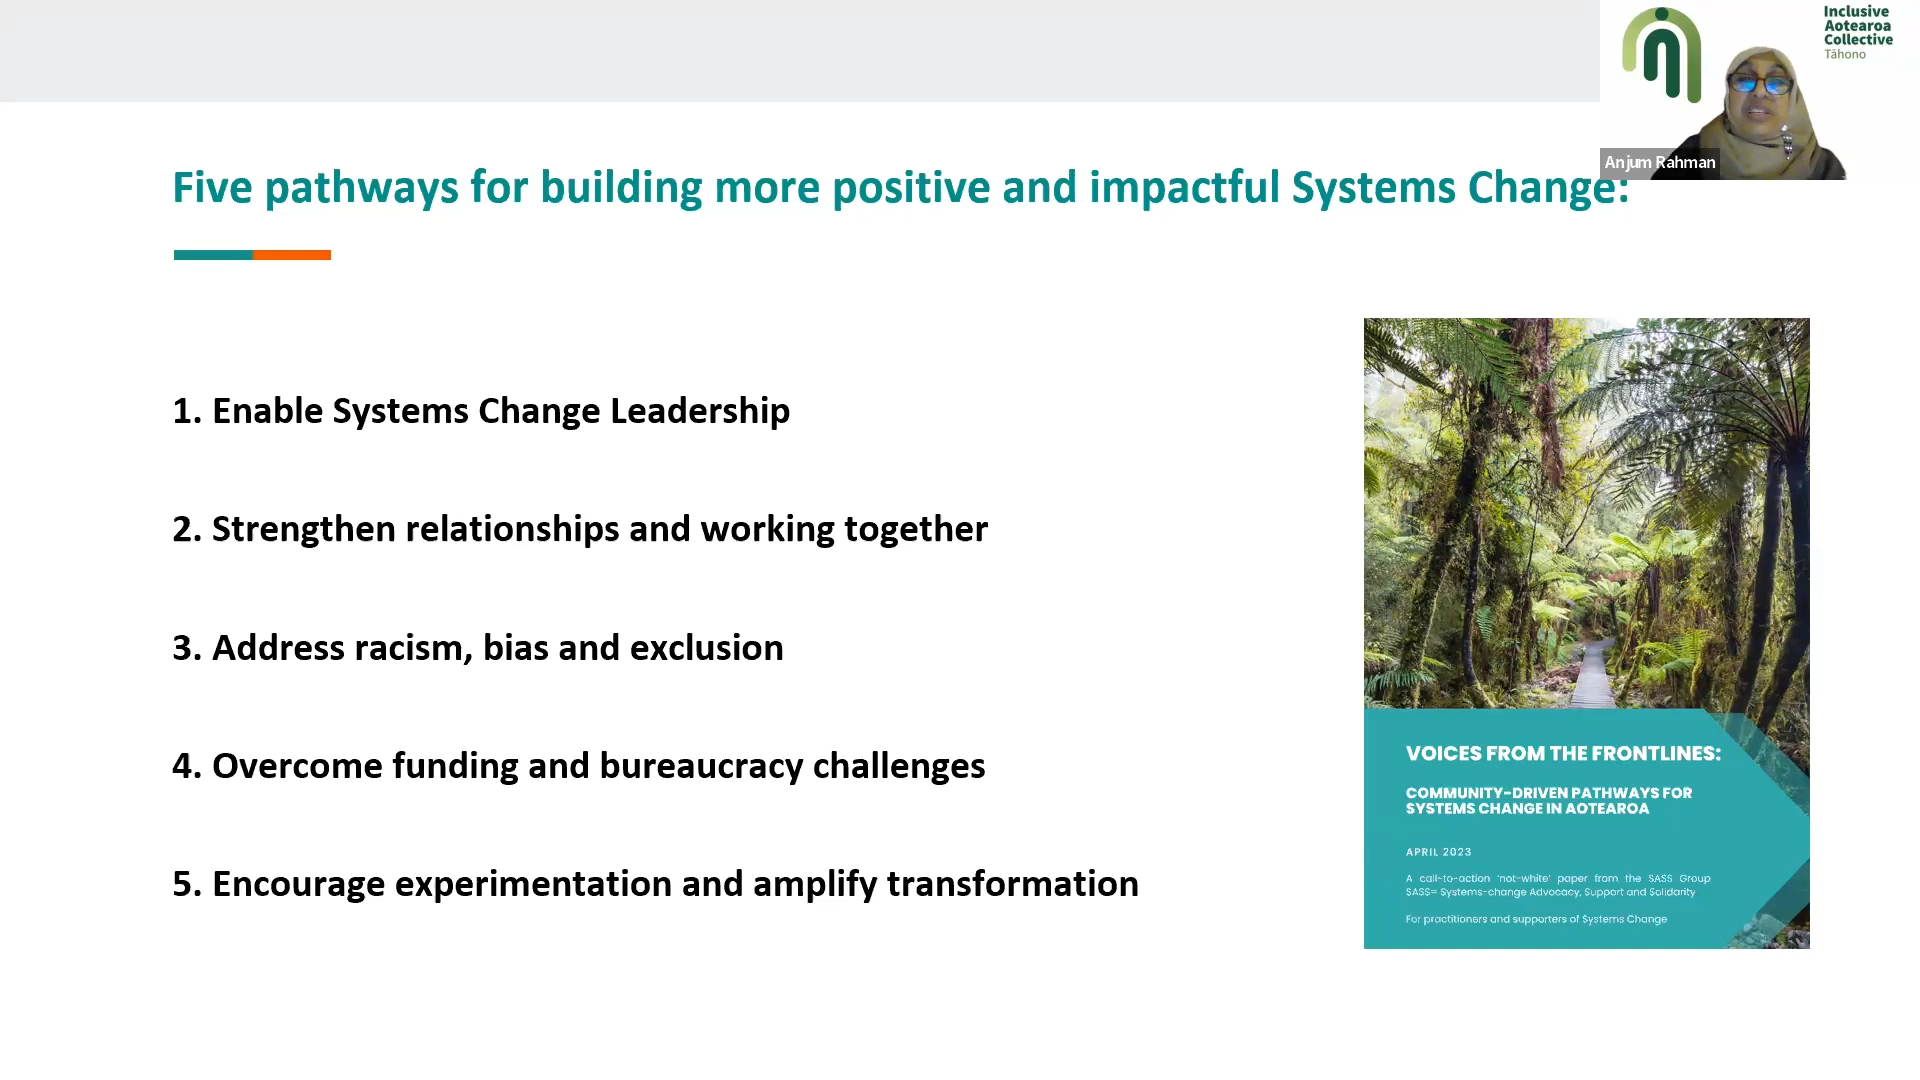 Inclusive
Aotearoa
Collective
Tāhono
Anjum Rahman
Five pathways for building more positive and impactful Systems Change:
1. Enable Systems Change Leadership
2. Strengthen relationships and working together
3. Address racism, bias and exclusion
4. Overcome funding and bureaucracy challenges
5. Encourage experimentation and amplify transformation
VOICES FROM THE FRONTLINES:
COMMUNITY-DRIVEN PATHWAYS FOR
SYSTEMS CHANGE IN AOTEAROA
APRIL 2023
A call-to-action 'not-white' paper from the SASS Group
SASS= Systems-change Advocacy, Support and Solidarity
For practitioners and supporters of Systems Change